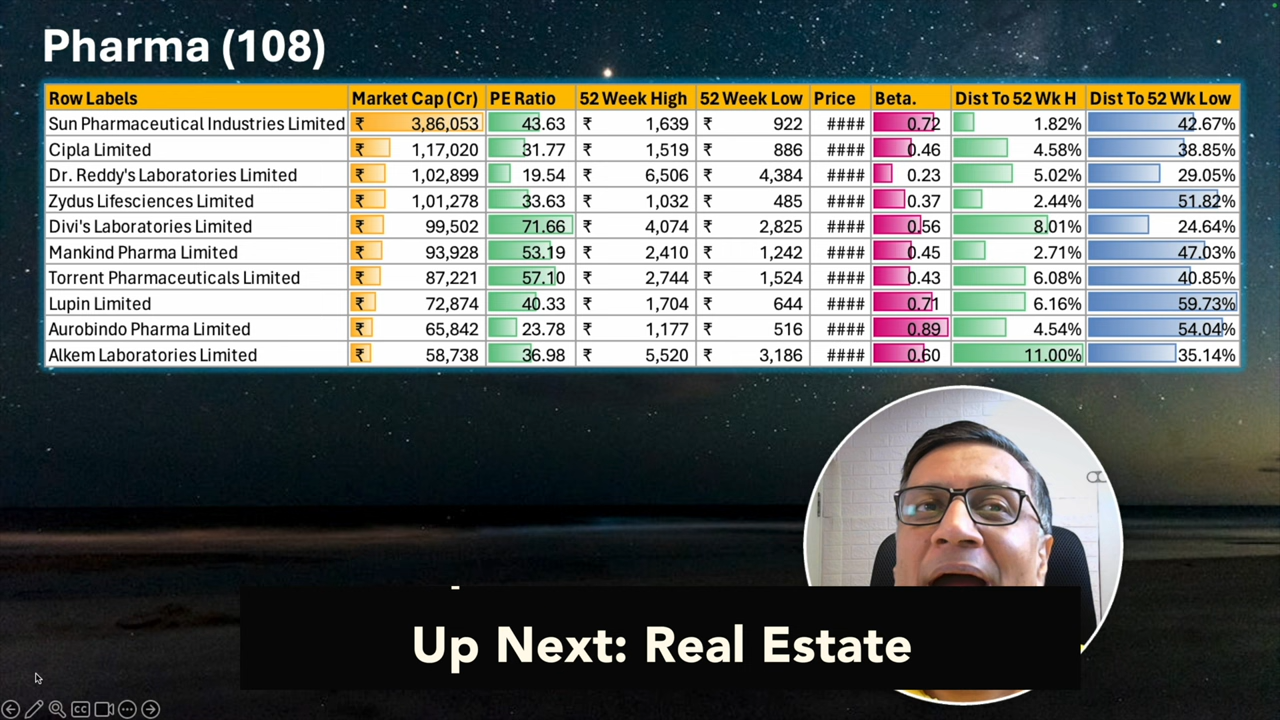 Pharma (108)
Row Labels Market Cap (Cr) PE Ratio 52 Week High 52 Week Low Price Beta. Dist To 52 Wk H Dist To 52 Wk Low
Sun Pharmaceutical Industries Limited ₹ 3,86,053 43.63 ₹ 1,639 ₹ 922 #### 0.72 1.82% 42.67%
Cipla Limited ₹ 1,17,020 31.77 ₹ 1,519 ₹ 886 #### 0.46 4.58% 38.85%
Dr. Reddy's Laboratories Limited ₹ 1,02,899 19.54 ₹ 6,506 ₹ 4,384 #### 0.23 5.02% 29.05%
Zydus Lifesciences Limited ₹ 1,01,278 33.63 ₹ 1,032 ₹ 485 #### 0.37 2.44% 51.82%
Divi's Laboratories Limited ₹ 99,502 71.66 ₹ 4,074 ₹ 2,825 #### 0.56 8.01% 24.64%
Mankind Pharma Limited ₹ 93,928 53.19 ₹ 2,410 ₹ 1,242 #### 0.45 2.71% 47.03%
Torrent Pharmaceuticals Limited ₹ 87,221 57.10 ₹ 2,744 ₹ 1,524 #### 0.43 6.08% 40.85%
Lupin Limited ₹ 72,874 40.33 ₹ 1,704 ₹ 644 #### 0.71 6.16% 59.73%
Aurobindo Pharma Limited ₹ 65,842 23.78 ₹ 1,177 ₹ 516 #### 0.89 4.54% 54.04%
Alkem Laboratories Limited ₹ 58,738 36.98 ₹ 5,520 ₹ 3,186 #### 0.60 11.00% 35.14%
Up Next: Real Estate
CC